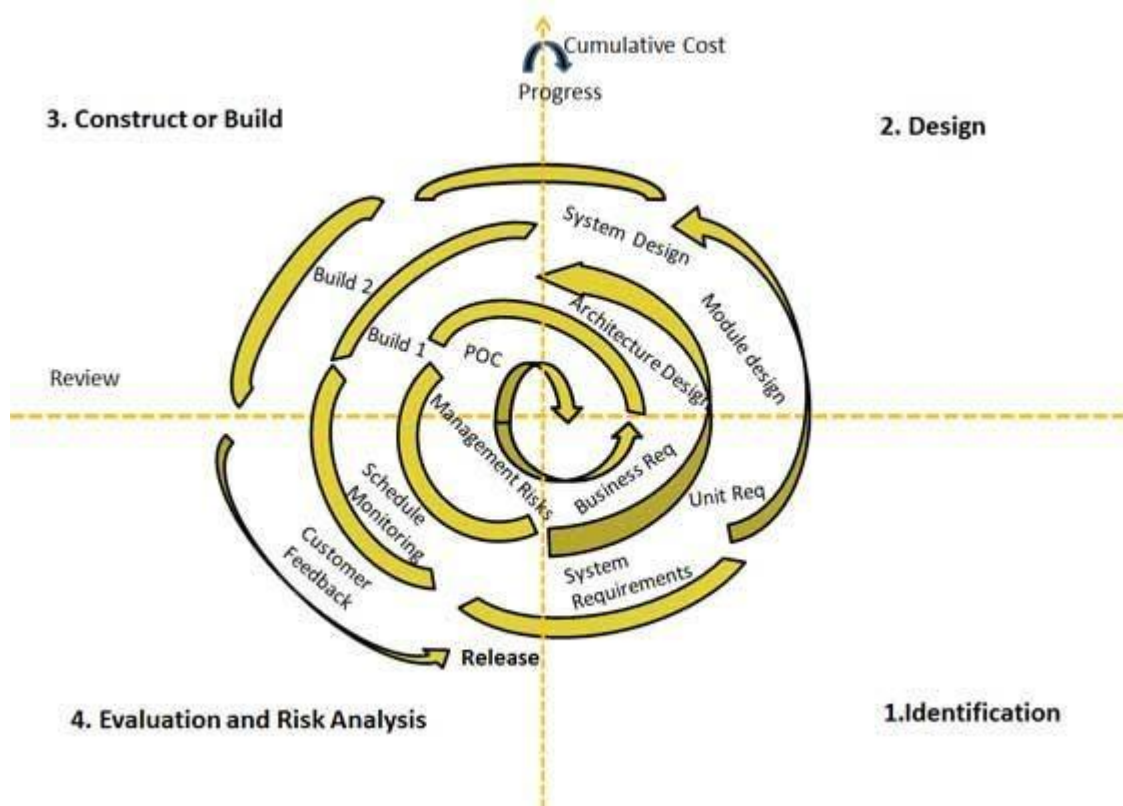 Cumulative Cost
Progress
3. Construct or Build
2. Design
System Design
Module design
Architecture Design
Build 2
Build 1
POC
Review
Management Risks
Business Req
Unit Req
Schedule
Monitoring
System
Requirements
Customer
Feedback
Release
4. Evaluation and Risk Analysis
1.Identification